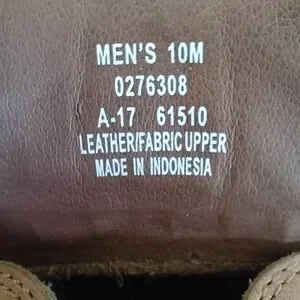 MEN'S 10M
0276308
A-17 61510
LEATHER/FABRIC UPPER
MADE IN INDONESIA